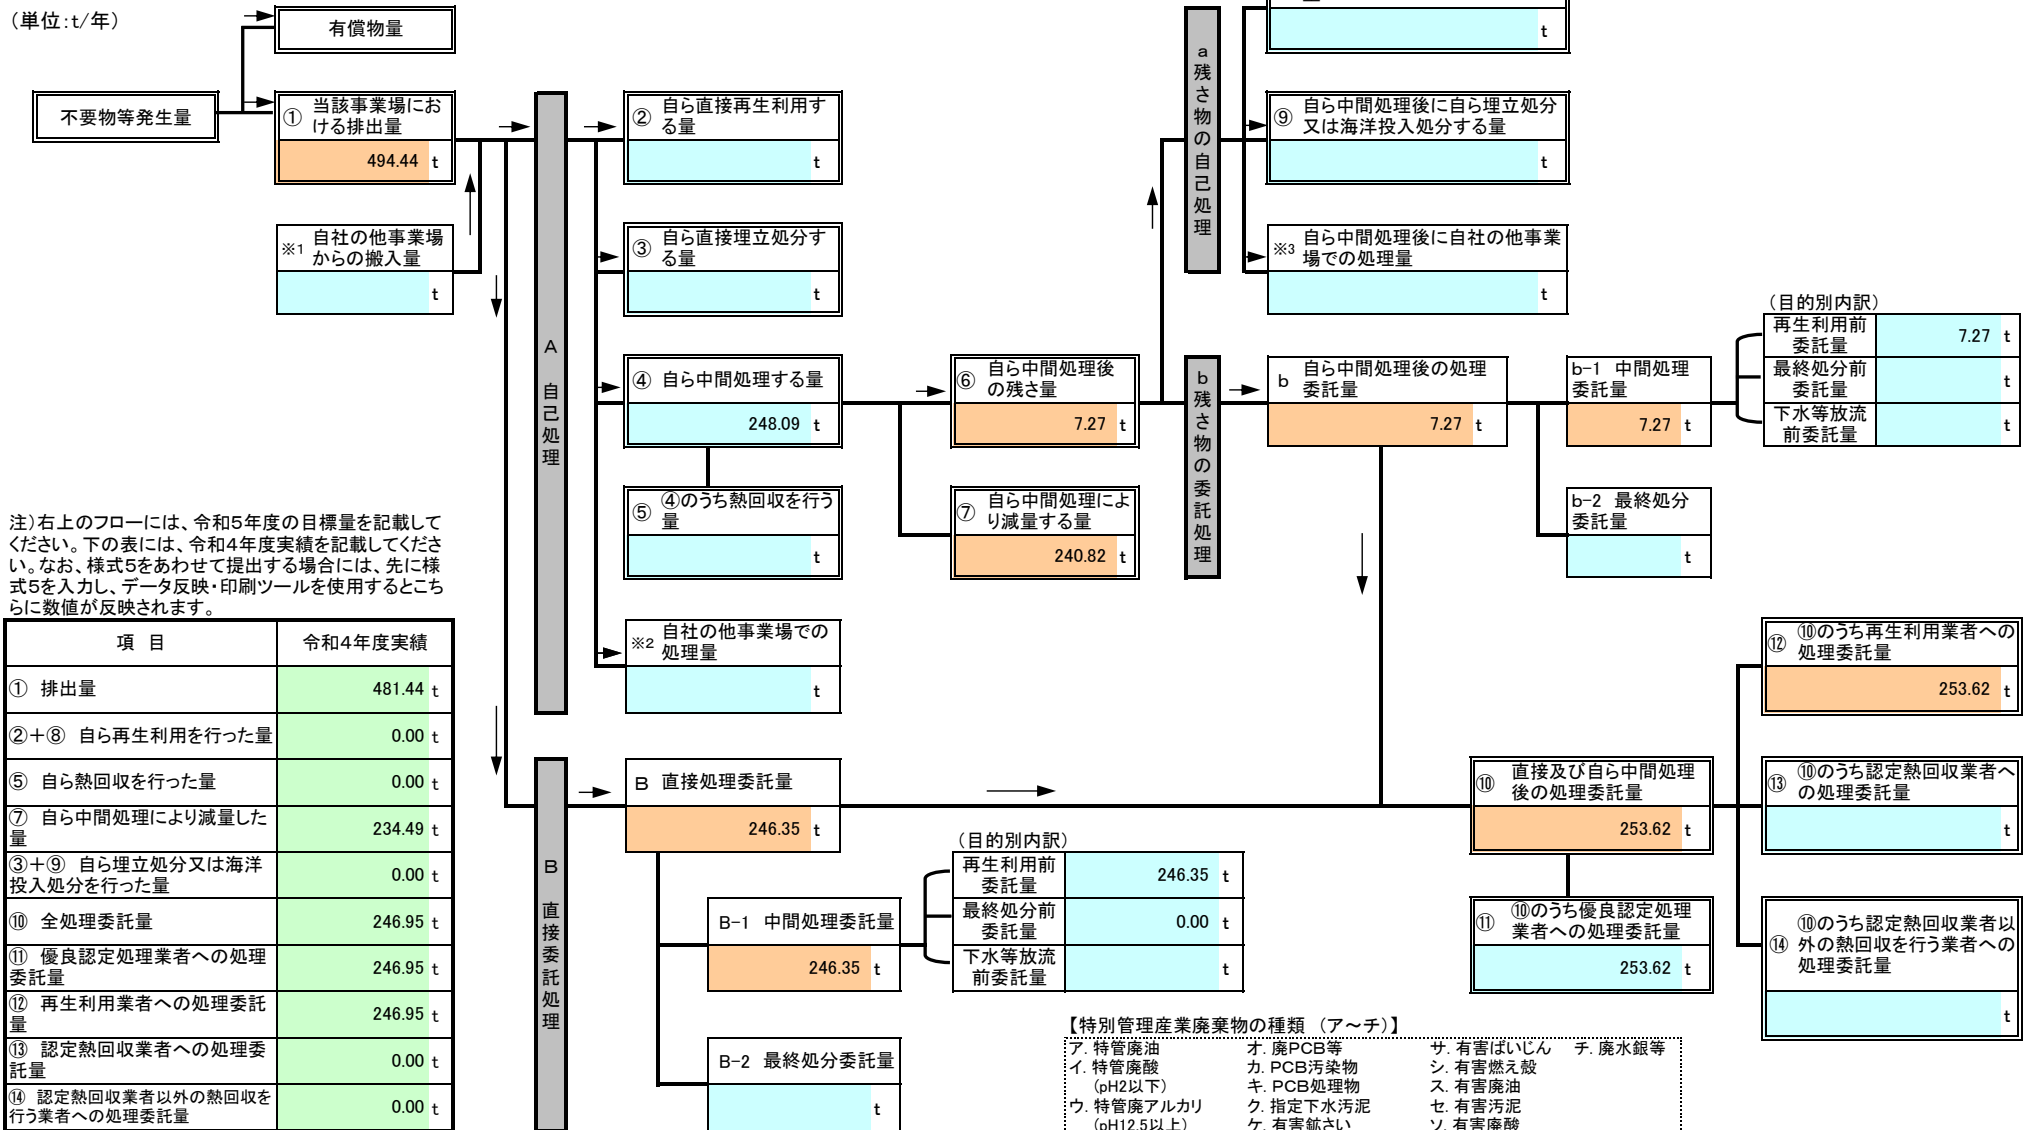 （単位：t/年）
有償物量
不要物等発生量
① 当該事業場にお
ける排出量
494.44 t
※1 自社の他事業場
からの搬入量
t
A 自己処理
② 自ら直接再生利用す
る量
t
③ 自ら直接埋立処分す
る量
t
④ 自ら中間処理する量
248.09 t
⑤ ④のうち熱回収を行う
量
t
※2 自社の他事業場での
処理量
t
⑥ 自ら中間処理後
の残さ量
7.27 t
⑦ 自ら中間処理によ
り減量する量
240.82 t
a残さ物の自己処理
t
⑨ 自ら中間処理後に自ら埋立処分
又は海洋投入処分する量
t
※3 自ら中間処理後に自社の他事業
場での処理量
t
b残さ物の委託処理
b 自ら中間処理後の処理
委託量
7.27 t
b-1 中間処理
委託量
7.27 t
b-2 最終処分
委託量
t
（目的別内訳）
再生利用前
委託量
7.27 t
最終処分前
委託量
t
下水等放流
前委託量
t
注）右上のフローには、令和5年度の目標量を記載して
ください。下の表には、令和4年度実績を記載してくださ
い。なお、様式5をあわせて提出する場合には、先に様
式5を入力し、データ反映・印刷ツールを使用するとこち
らに数値が反映されます。
項 目 令和4年度実績
① 排出量 481.44 t
②＋⑧ 自ら再生利用を行った量 0.00 t
⑤ 自ら熱回収を行った量 0.00 t
⑦ 自ら中間処理により減量した
量 234.49 t
③＋⑨ 自ら埋立処分又は海洋
投入処分を行った量 0.00 t
⑩ 全処理委託量 246.95 t
⑪ 優良認定処理業者への処理
委託量 246.95 t
⑫ 再生利用業者への処理委託
量 246.95 t
⑬ 認定熱回収業者への処理委
託量 0.00 t
⑭ 認定熱回収業者以外の熱回収を
行う業者への処理委託量 0.00 t
B 直接委託処理
B 直接処理委託量
246.35 t
B-1 中間処理委託量
246.35 t
B-2 最終処分委託量
t
（目的別内訳）
再生利用前
委託量
246.35 t
最終処分前
委託量
0.00 t
下水等放流
前委託量
t
⑩ 直接及び自ら中間処理
後の処理委託量
253.62 t
⑪ ⑩のうち優良認定処理
業者への処理委託量
253.62 t
⑫ ⑩のうち再生利用業者への
処理委託量
253.62 t
⑬ ⑩のうち認定熱回収業者へ
の処理委託量
t
⑭ ⑩のうち認定熱回収業者以
外の熱回収を行う業者への
処理委託量
t
【特別管理産業廃棄物の種類 （ア～チ）】
ア. 特管廃油 オ. 廃PCB等 サ. 有害ばいじん チ. 廃水銀等
イ. 特管廃酸 カ. PCB汚染物 シ. 有害燃え殻
（pH2以下） キ. PCB処理物 ス. 有害廃油
ウ. 特管廃アルカリ ク. 指定下水汚泥 セ. 有害汚泥
（pH12.5以上） ケ. 有害鉱さい ソ. 有害廃酸